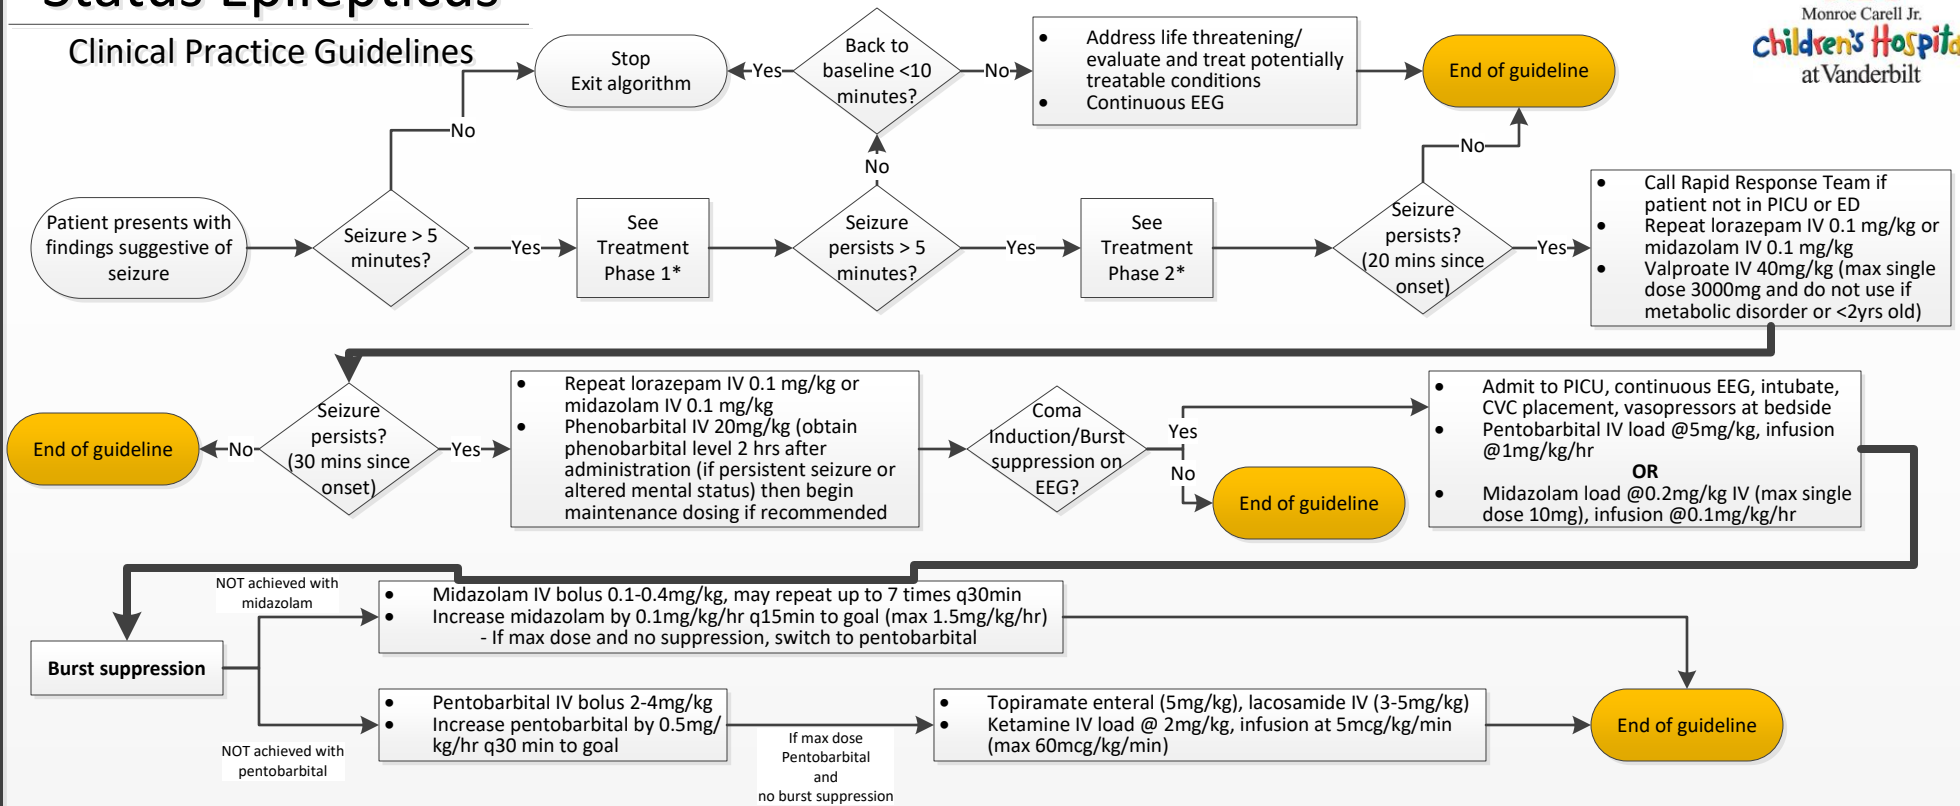 Status Epilepticus
Clinical Practice Guidelines
Monroe Carell Jr.
at Vanderbilt
Children's
Patient presents with
findings suggestive of
seizure
Seizure > 5
minutes?
No
Stop
Exit algorithm
Yes
See
Treatment
Phase 1*
Seizure
persists > 5
minutes?
No
Back to
baseline <10
minutes?
Yes
No
• Address life threatening/
evaluate and treat potentially
treatable conditions
• Continuous EEG
End of guideline
Yes
See
Treatment
Phase 2*
Seizure
persists?
(20 mins since
onset)
No
Yes
• Call Rapid Response Team if
patient not in PICU or ED
• Repeat lorazepam IV 0.1 mg/kg or
midazolam IV 0.1 mg/kg
• Valproate IV 40mg/kg (max single
dose 3000mg and do not use if
metabolic disorder or <2yrs old)
Seizure
persists?
(30 mins since
onset)
No
End of guideline
Yes
• Repeat lorazepam IV 0.1 mg/kg or
midazolam IV 0.1 mg/kg
• Phenobarbital IV 20mg/kg (obtain
phenobarbital level 2 hrs after
administration (if persistent seizure or
altered mental status) then begin
maintenance dosing if recommended
Coma
Induction/Burst
suppression on
EEG?
Yes
No
End of guideline
• Admit to PICU, continuous EEG, intubate,
CVC placement, vasopressors at bedside
• Pentobarbital IV load @5mg/kg, infusion
@1mg/kg/hr
OR
• Midazolam load @0.2mg/kg IV (max single
dose 10mg), infusion @0.1mg/kg/hr
Burst suppression
NOT achieved with
midazolam
• Midazolam IV bolus 0.1-0.4mg/kg, may repeat up to 7 times q30min
• Increase midazolam by 0.1mg/kg/hr q15min to goal (max 1.5mg/kg/hr)
- If max dose and no suppression, switch to pentobarbital
NOT achieved with
pentobarbital
• Pentobarbital IV bolus 2-4mg/kg
• Increase pentobarbital by 0.5mg/
kg/hr q30 min to goal
If max dose
Pentobarbital
and
no burst suppression
• Topiramate enteral (5mg/kg), lacosamide IV (3-5mg/kg)
• Ketamine IV load @ 2mg/kg, infusion at 5mcg/kg/min
(max 60mcg/kg/min)
End of guideline